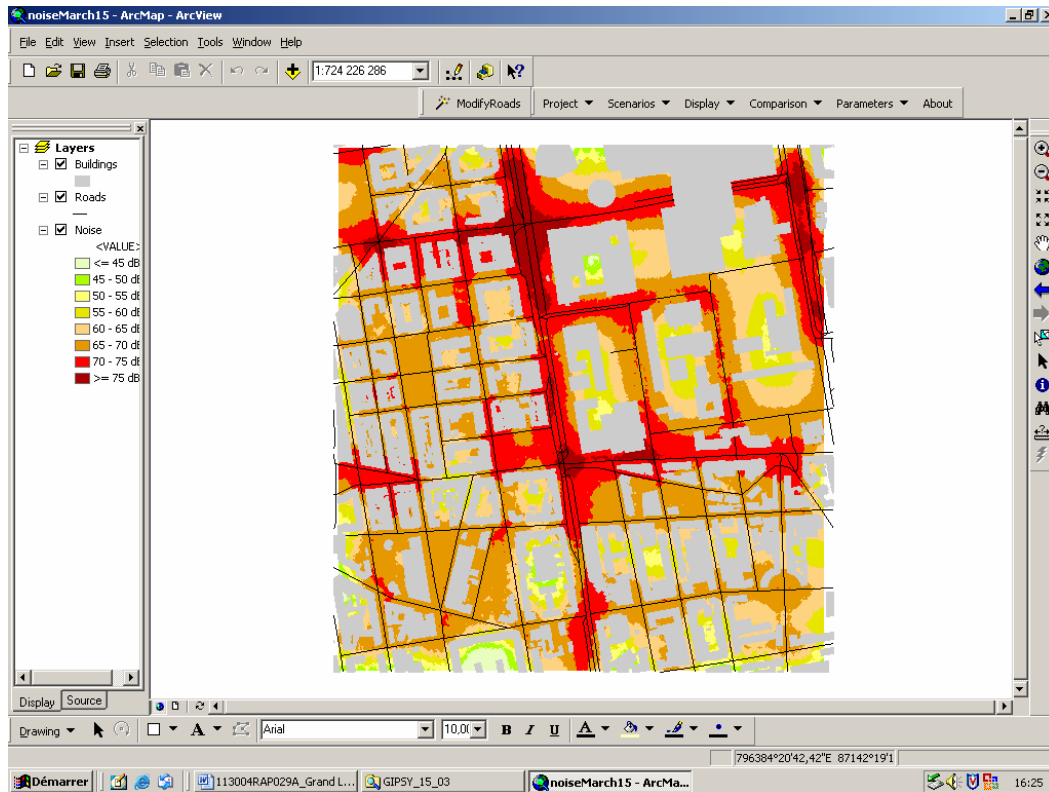 noiseMarch15 - ArcMap - ArcView
File Edit View Insert Selection Tools Window Help
1:724 226 286
ModifyRoads Project Scenarios Display Comparison Parameters About
Layers
Buildings
Roads
Noise
<VALUE>
<= 45 dB
45 - 50 dB
50 - 55 dB
55 - 60 dB
60 - 65 dB
65 - 70 dB
70 - 75 dB
>= 75 dB
Display Source
Drawing A Arial 10,0 B I U A
796384°20'42,42"E 87142°19'1
Démarrer 113004RAP029A_Grand L... GIPSY_15_03 noiseMarch15 - ArcMa... 16:25